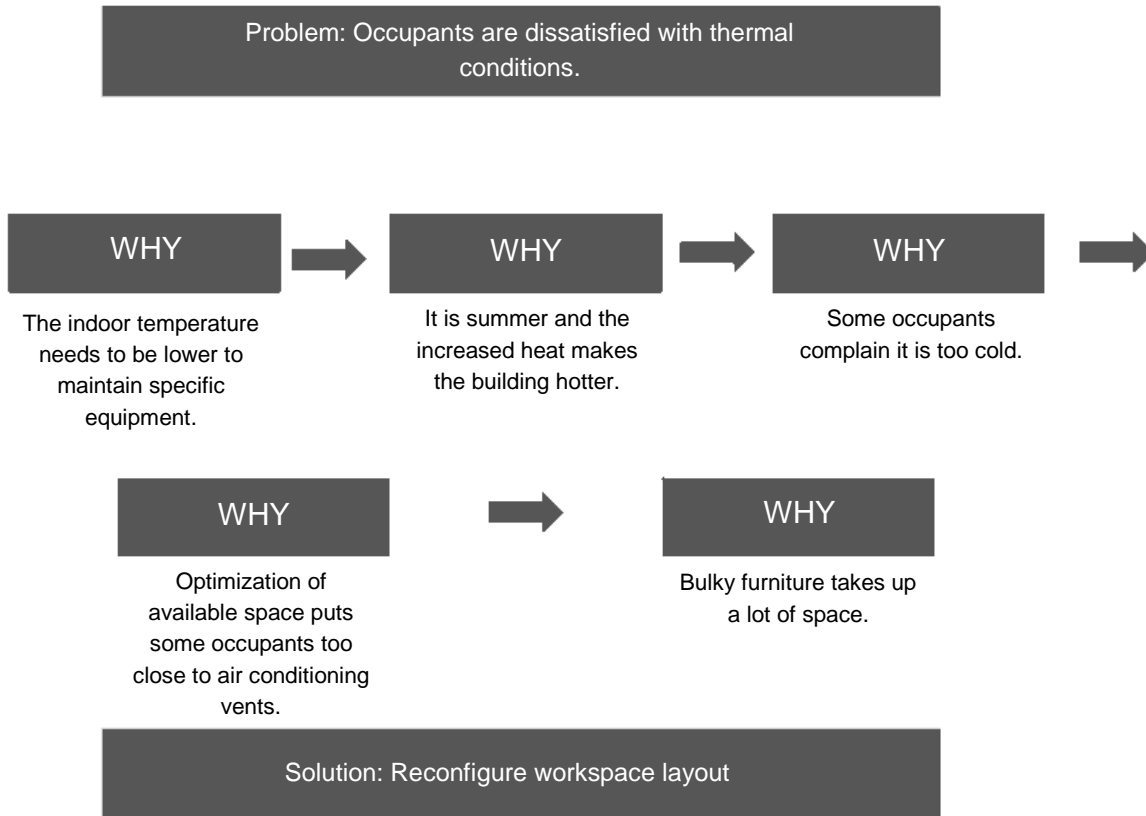 Problem: Occupants are dissatisfied with thermal
conditions.
WHY
The indoor temperature
needs to be lower to
maintain specific
equipment.
WHY
It is summer and the
increased heat makes
the building hotter.
WHY
Some occupants
complain it is too cold.
WHY
Optimization of
available space puts
some occupants too
close to air conditioning
vents.
WHY
Bulky furniture takes up
a lot of space.
Solution: Reconfigure workspace layout